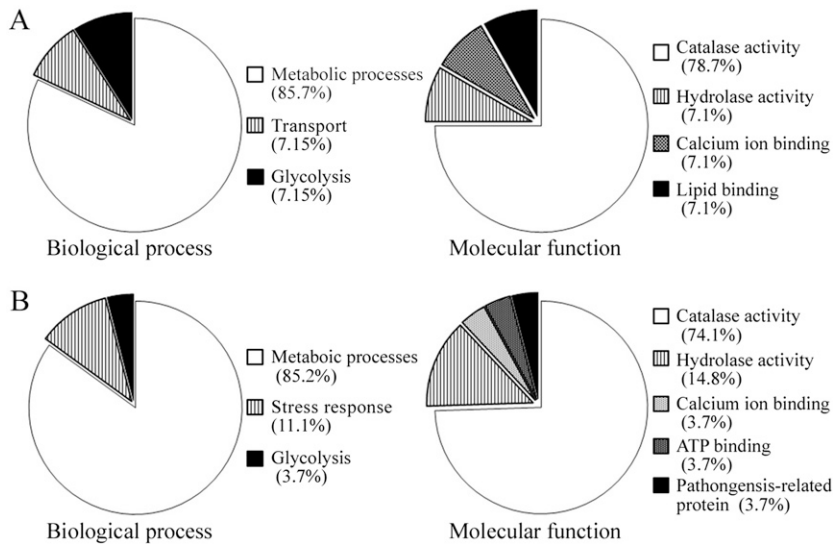 A
Metabolic processes
(85.7%)
Transport
(7.15%)
Glycolysis
(7.15%)
Biological process
Catalase activity
(78.7%)
Hydrolase activity
(7.1%)
Calcium ion binding
(7.1%)
Lipid binding
(7.1%)
Molecular function
B
Metaboic processes
(85.2%)
Stress response
(11.1%)
Glycolysis
(3.7%)
Biological process
Catalase activity
(74.1%)
Hydrolase activity
(14.8%)
Calcium ion binding
(3.7%)
ATP binding
(3.7%)
Pathongensis-related
protein (3.7%)
Molecular function